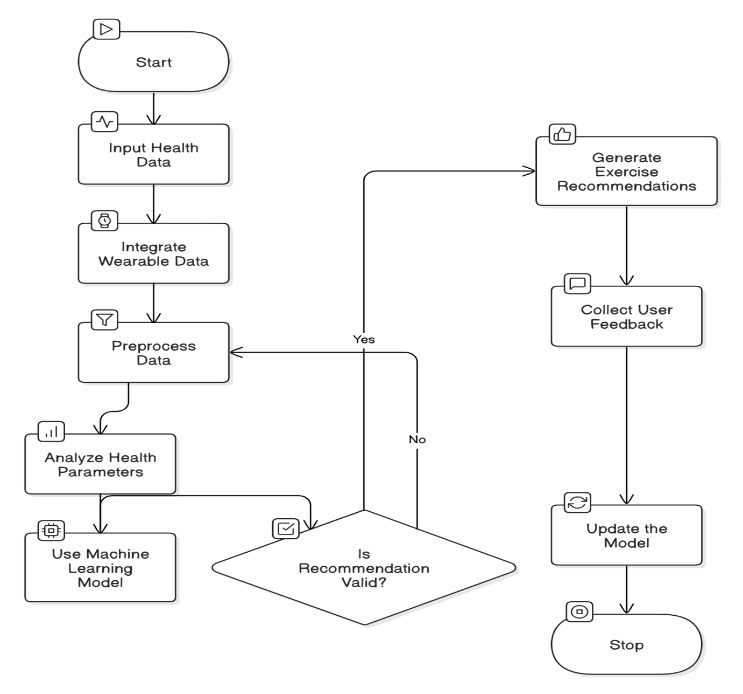 Start
Input Health
Data
Integrate
Wearable Data
Preprocess
Data
Analyze Health
Parameters
Use Machine
Learning
Model
Is
Recommendation
Valid?
Yes
No
Generate
Exercise
Recommendations
Collect User
Feedback
Update the
Model
Stop